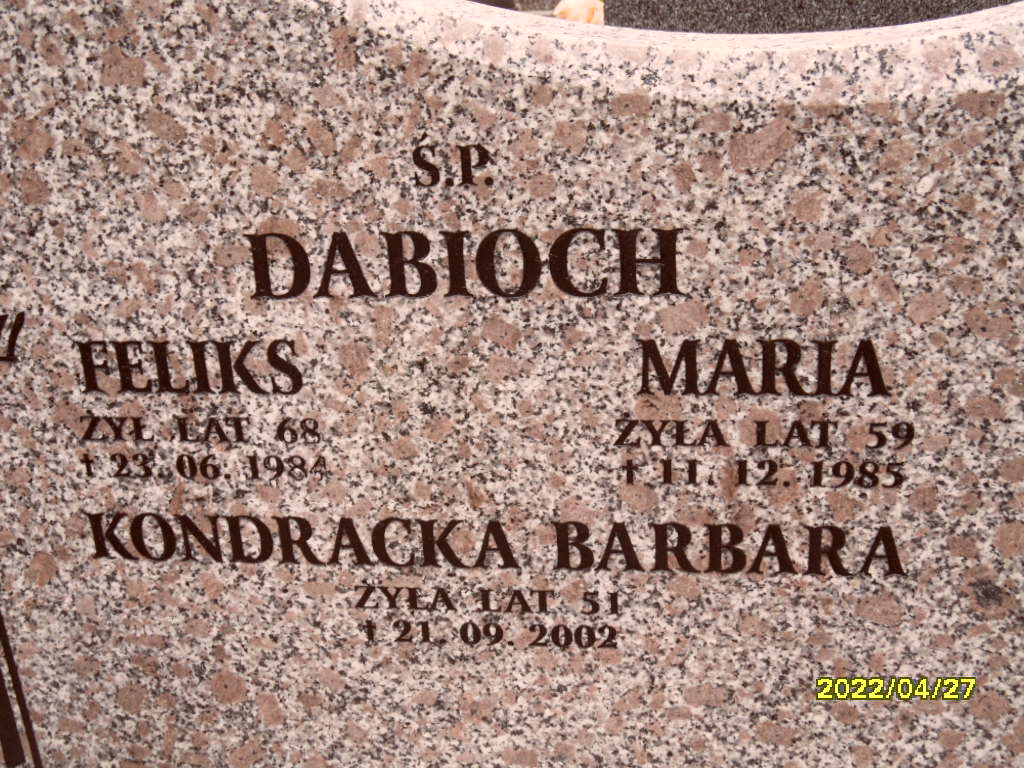 Ś.P.
DABIOCH
FELIKS
ŻYŁ LAT 68
† 23. 06. 1984
MARIA
ŻYŁA LAT 59
† 11. 12. 1985
KONDRACKA BARBARA
ŻYŁA LAT 51
† 21. 09. 2002
2022/04/27